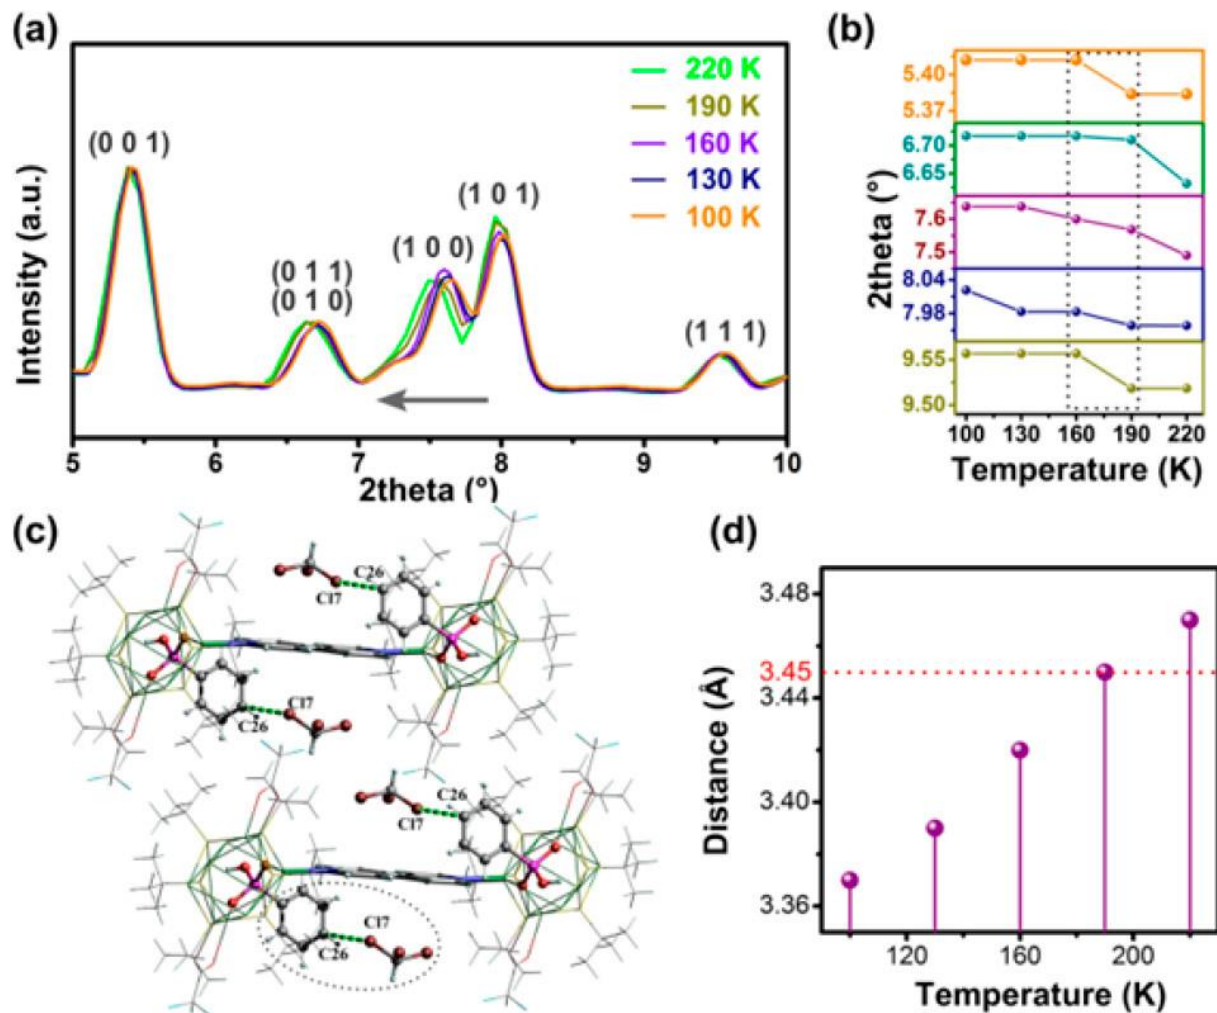 (a)
Intensity (a.u.)
(0 0 1)
(0 1 1)
(0 1 0)
(1 0 0)
(1 0 1)
(1 1 1)
220 K
190 K
160 K
130 K
100 K
5 6 7 8 9 10
2theta (°)
(b)
2theta (°)
5.40
5.37
6.70
6.65
7.6
7.5
8.04
7.98
9.55
9.50
100 130 160 190 220
Temperature (K)
(c)
C26
Cl7
Cl7
C26
C26
Cl7
Cl7
C26
(d)
Distance (Å)
3.48
3.45
3.44
3.40
3.36
120 160 200
Temperature (K)